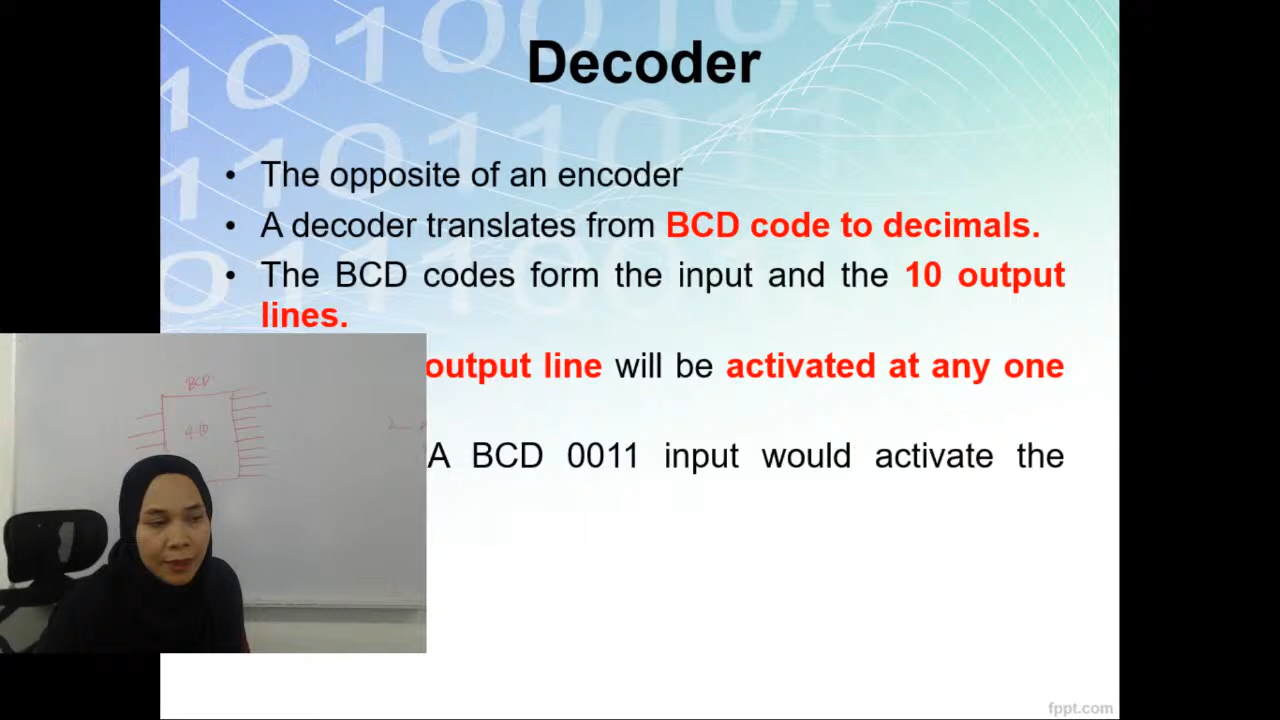 Decoder
• The opposite of an encoder
• A decoder translates from BCD code to decimals.
• The BCD codes form the input and the 10 output
lines.
output line will be activated at any one
A BCD 0011 input would activate the
BCD
4-10
fppt.com